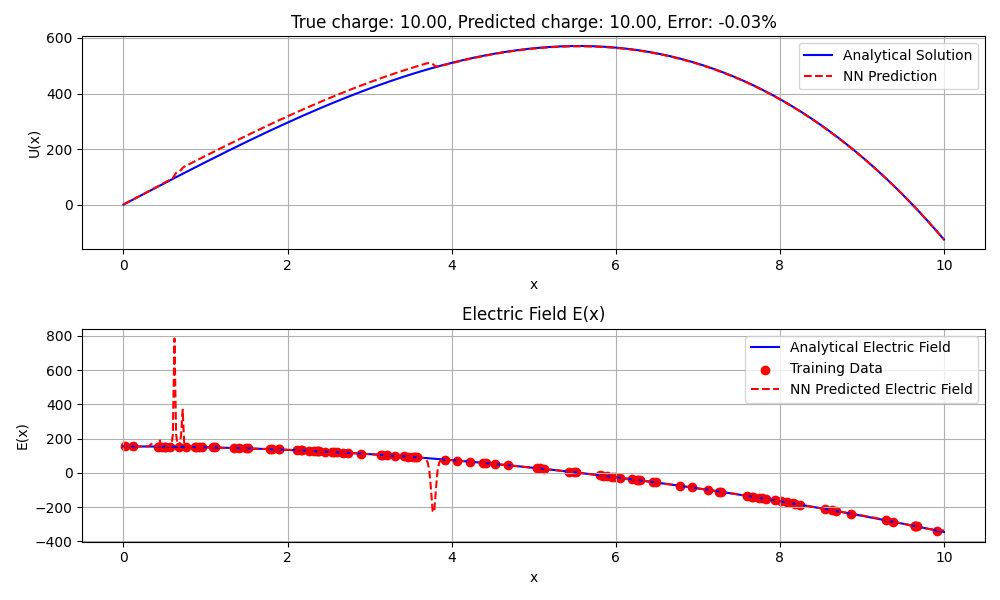 True charge: 10.00, Predicted charge: 10.00, Error: -0.03%
600
400
200
0
U(x)
Analytical Solution
NN Prediction
0 2 4 6 8 10
x
Electric Field E(x)
800
600
400
200
0
−200
−400
E(x)
Analytical Electric Field
Training Data
NN Predicted Electric Field
0 2 4 6 8 10
x